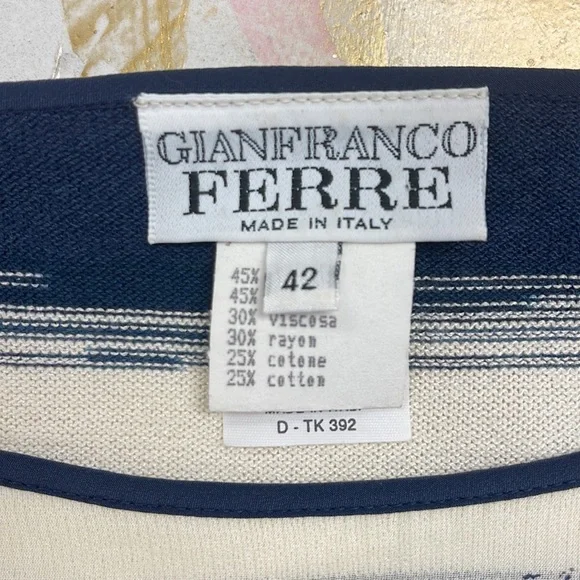 GIANFRANCO
FERRE
MADE IN ITALY
42
45%
45%
30% viscosa
30% rayon
25% cotone
25% cotton
D - TK 392